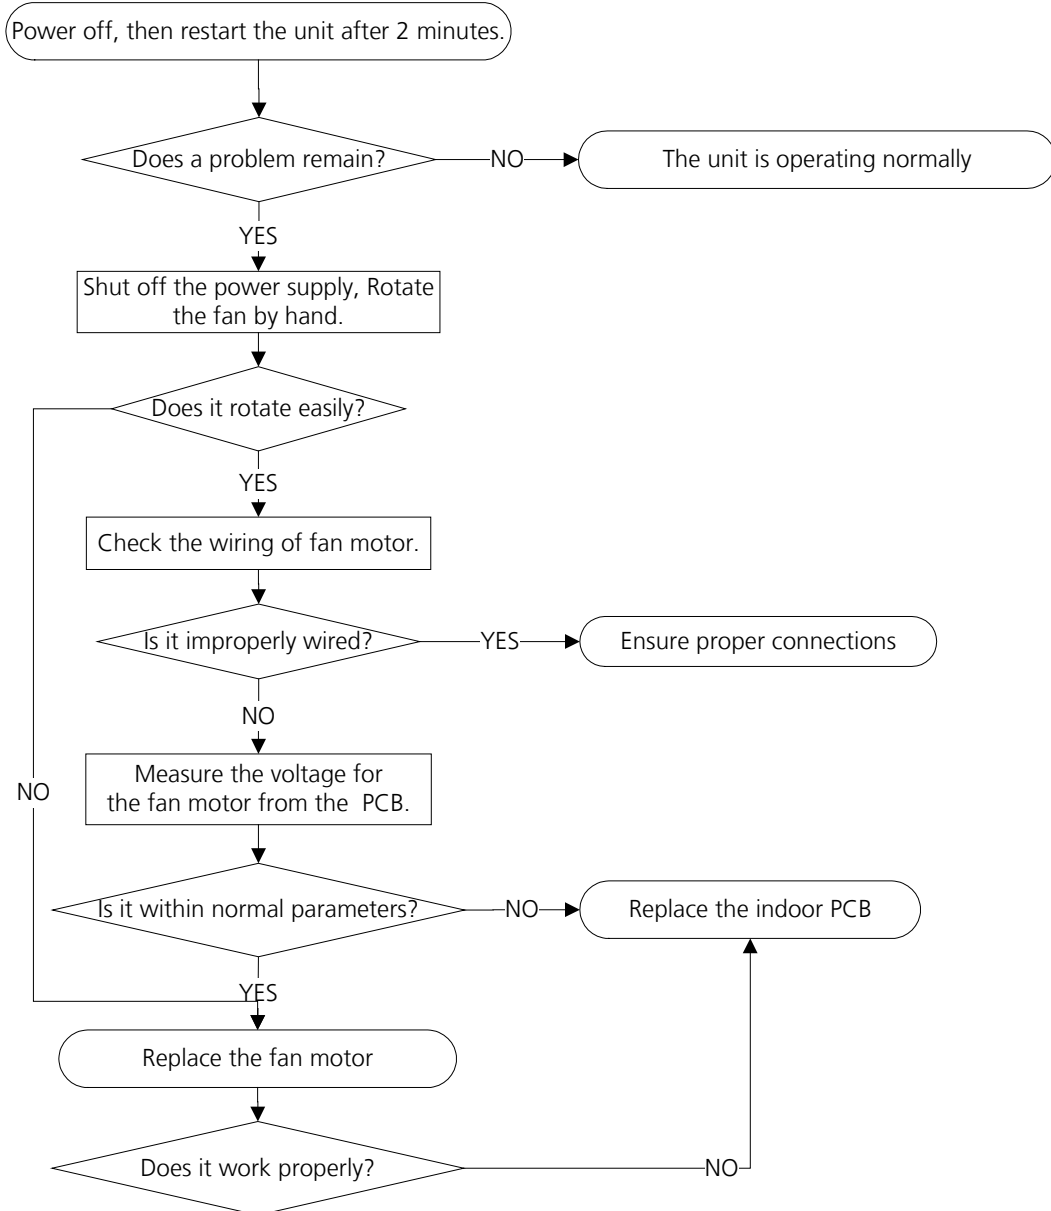 Power off, then restart the unit after 2 minutes.
Does a problem remain?
NO
The unit is operating normally
YES
Shut off the power supply, Rotate
the fan by hand.
Does it rotate easily?
YES
Check the wiring of fan motor.
Is it improperly wired?
YES
Ensure proper connections
NO
Measure the voltage for
the fan motor from the PCB.
NO
Is it within normal parameters?
NO
Replace the indoor PCB
YES
Replace the fan motor
Does it work properly?
NO